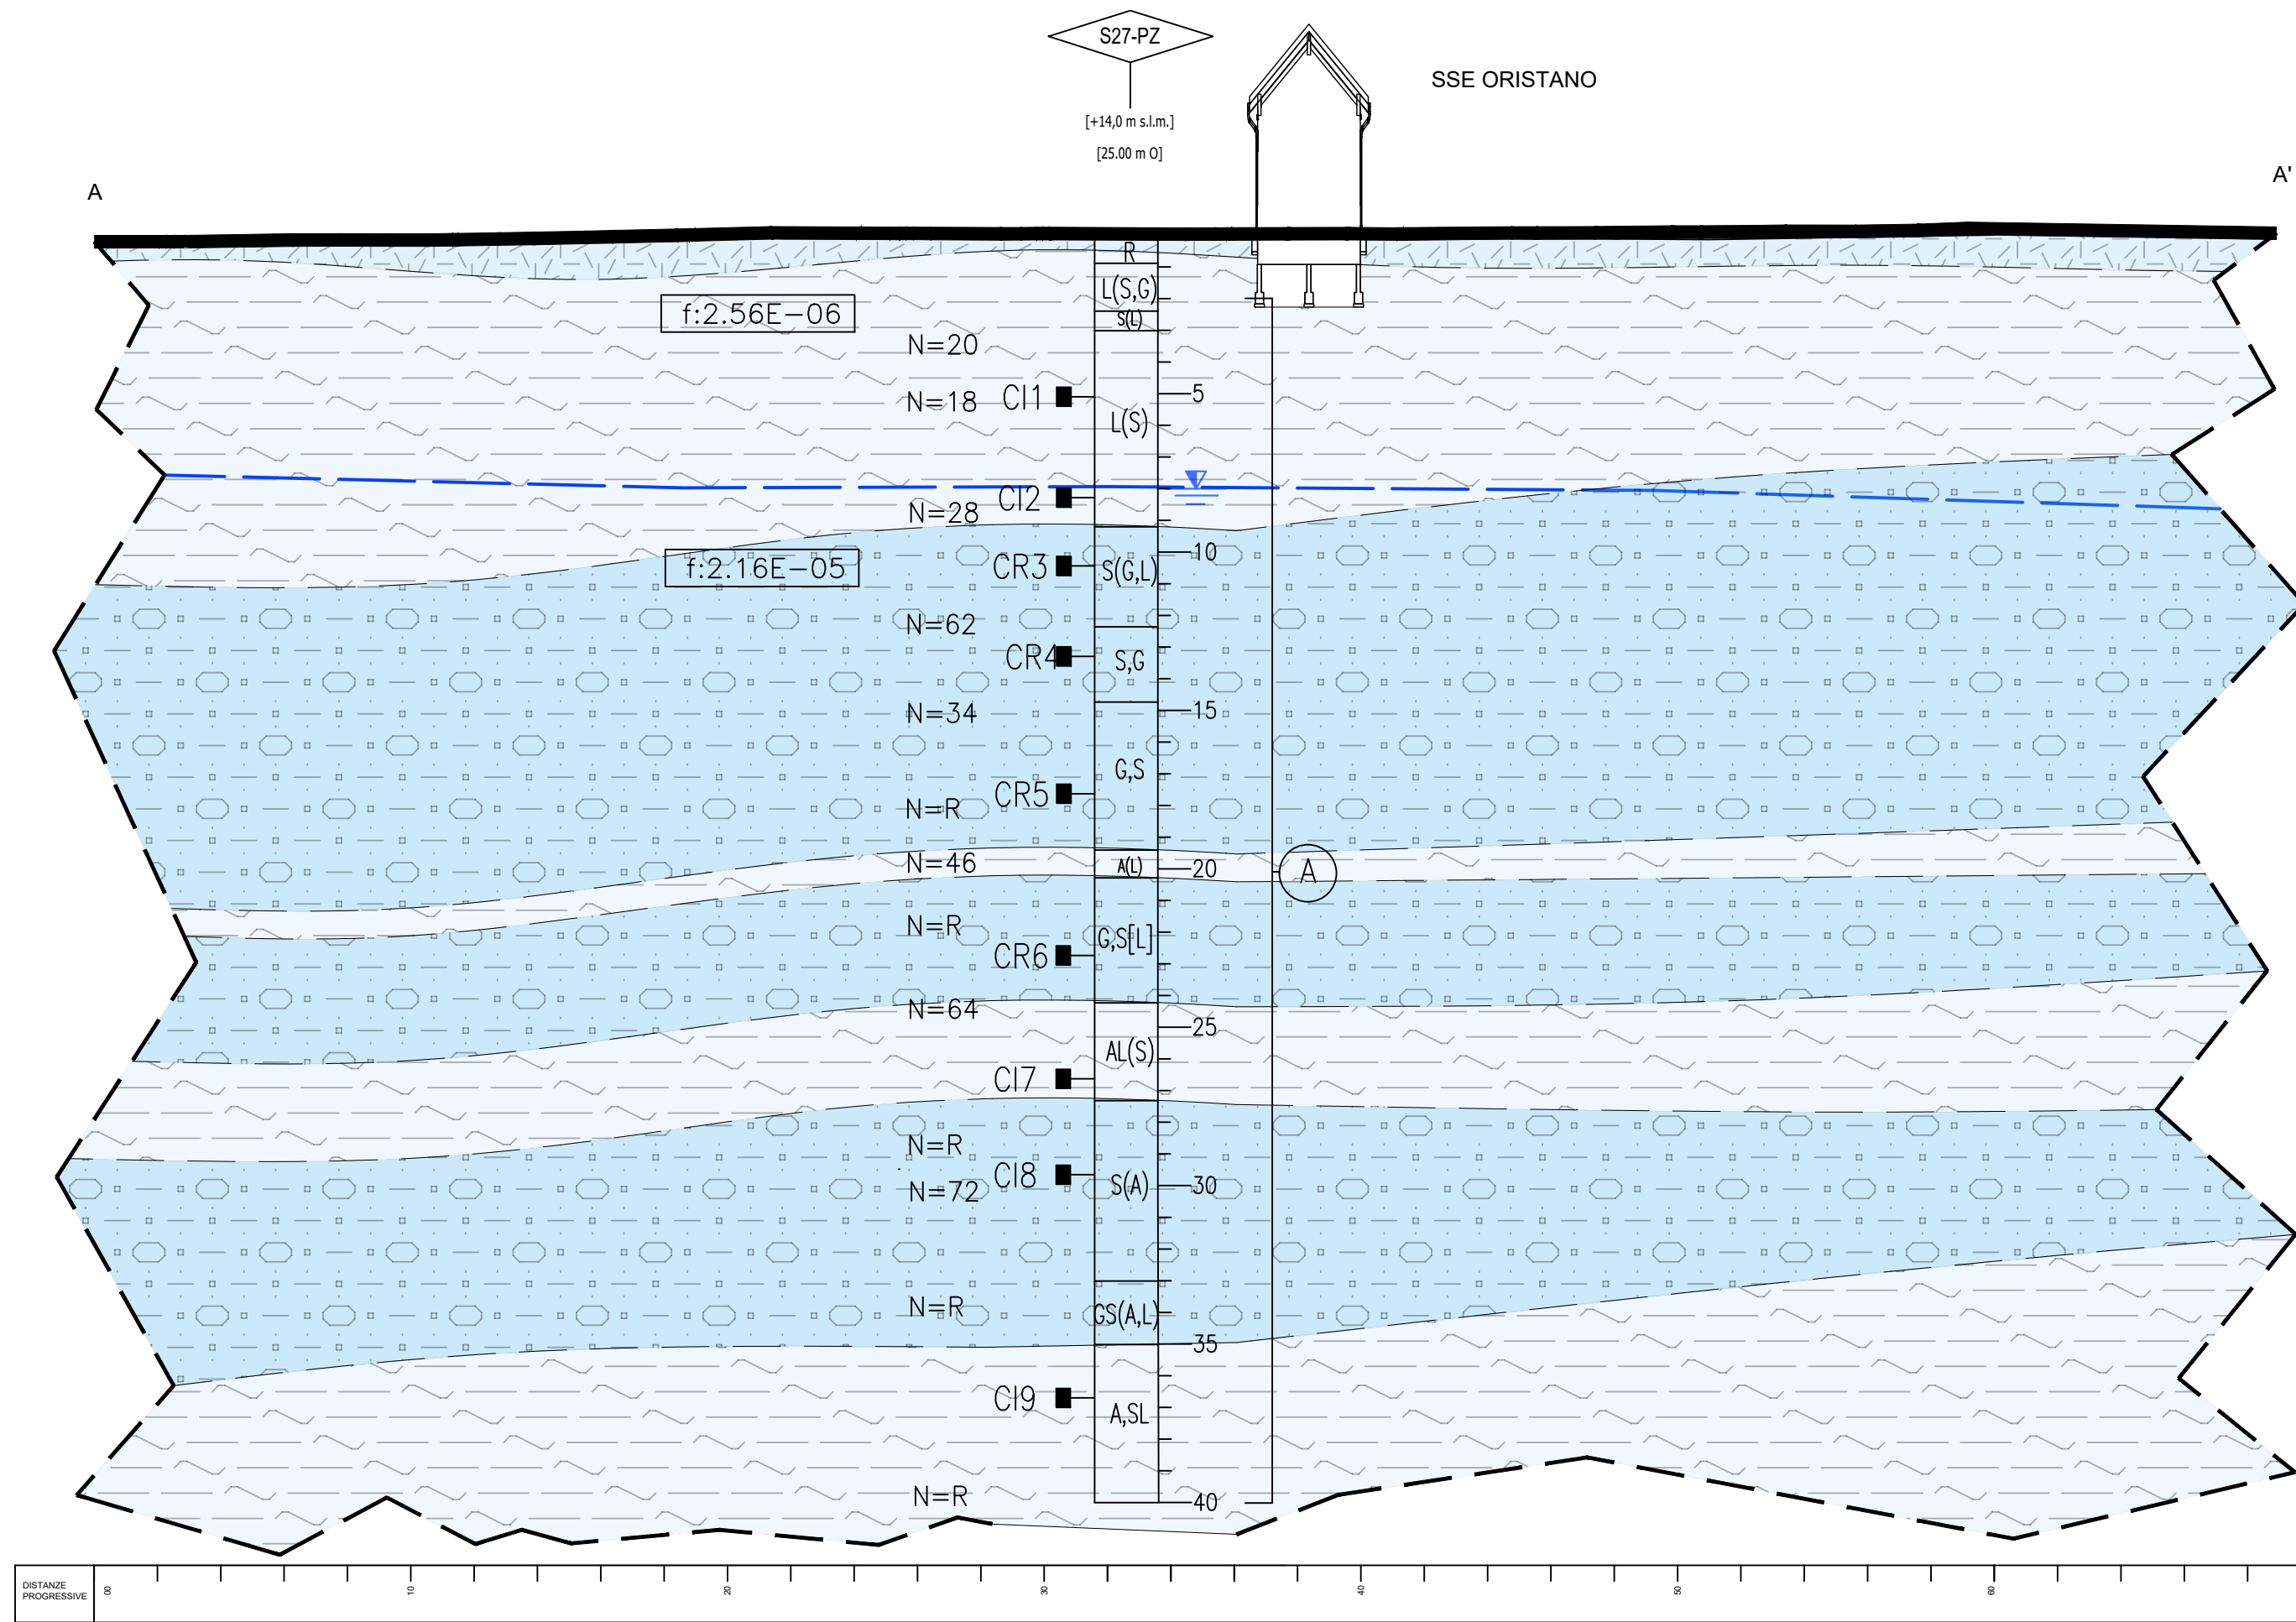 S27-PZ
SSE ORISTANO
[+14,0 m s.l.m.]
[25.00 m O]
A
A'
R
L(S,G)
f:2.56E-06
S(L)
N=20
5
CI1
N=18
L(S)
CI2
N=28
10
CR3
f:2.16E-05
S(G,L)
N=62
CR4
S,G
N=34
15
G,S
CR5
N=R
N=46
A(L)
20
A
N=R
G,S[L]
CR6
N=64
25
AL(S)
CI7
N=R
CI8
N=72
S(A)
30
N=R
GS(A,L)
35
CI9
A,SL
N=R
40
DISTANZE
PROGRESSIVE
00
10
20
30
40
50
60